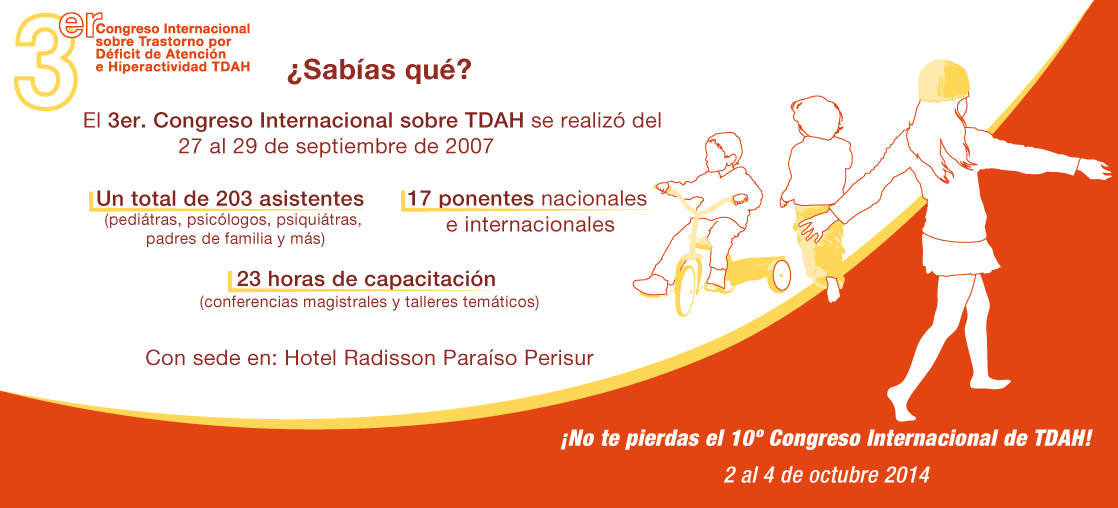 3er
Congreso Internacional
sobre Trastorno por
Déficit de Atención
e Hiperactividad TDAH
¿Sabías qué?
El 3er. Congreso Internacional sobre TDAH se realizó del
27 al 29 de septiembre de 2007
Un total de 203 asistentes
(pediátras, psicólogos, psiquiátras,
padres de familia y más)
17 ponentes nacionales
e internacionales
23 horas de capacitación
(conferencias magistrales y talleres temáticos)
Con sede en: Hotel Radisson Paraíso Perisur
¡No te pierdas el 10º Congreso Internacional de TDAH!
2 al 4 de octubre 2014